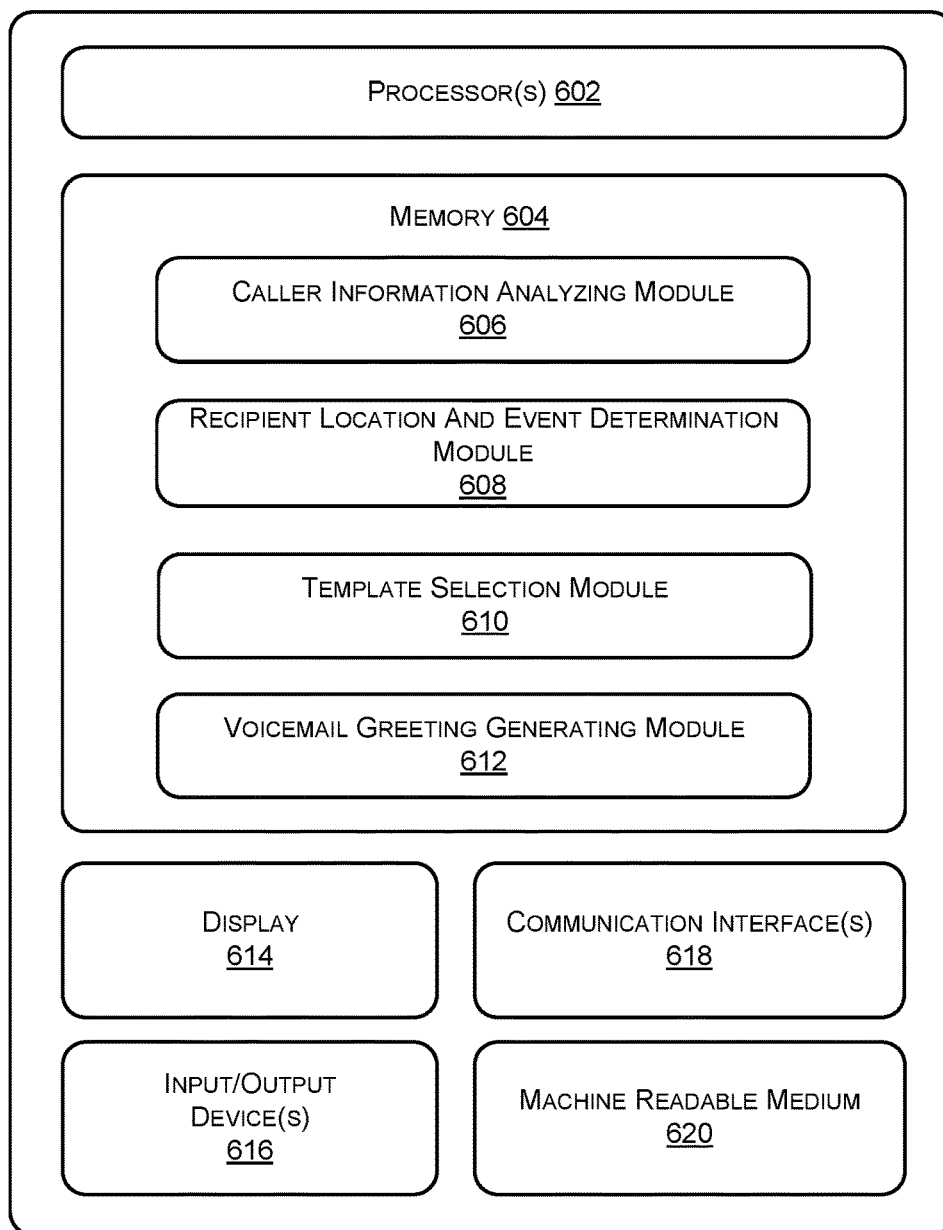 PROCESSOR(S) 602
MEMORY 604
CALLER INFORMATION ANALYZING MODULE
606
RECIPIENT LOCATION AND EVENT DETERMINATION
MODULE
608
TEMPLATE SELECTION MODULE
610
VOICEMAIL GREETING GENERATING MODULE
612
DISPLAY
614
COMMUNICATION INTERFACE(S)
618
INPUT/OUTPUT
DEVICE(S)
616
MACHINE READABLE MEDIUM
620